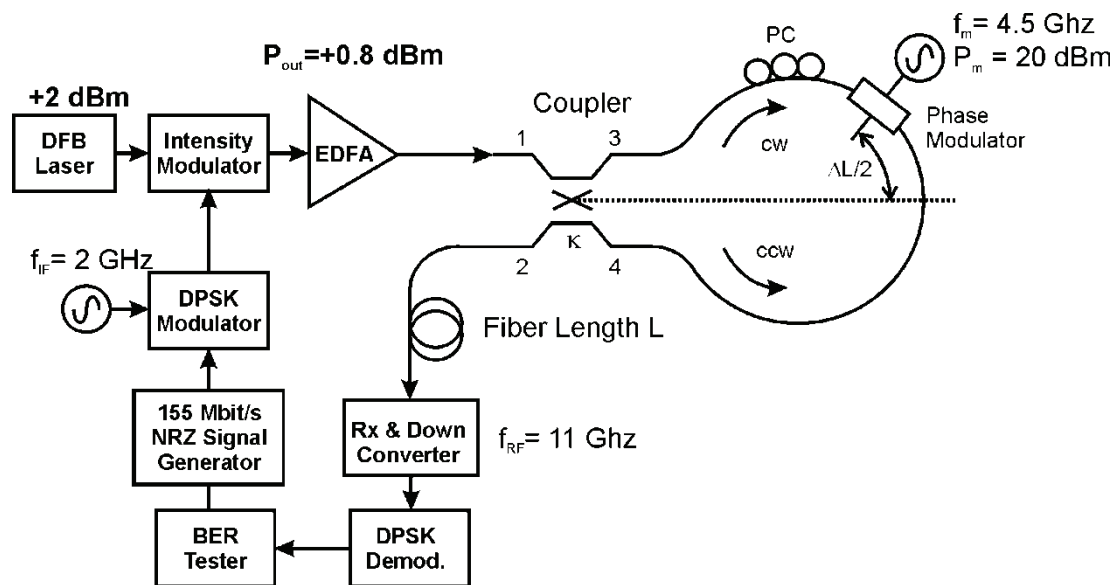 f_m= 4.5 Ghz
P_m = 20 dBm
PC
P_out=+0.8 dBm
+2 dBm
Coupler
Phase
Modulator
DFB
Laser
Intensity
Modulator
EDFA
1
3
cw
ΔL/2
κ
2
4
ccw
f_IF= 2 GHz
DPSK
Modulator
Fiber Length L
155 Mbit/s
NRZ Signal
Generator
Rx & Down
Converter
f_RF= 11 Ghz
BER
Tester
DPSK
Demod.